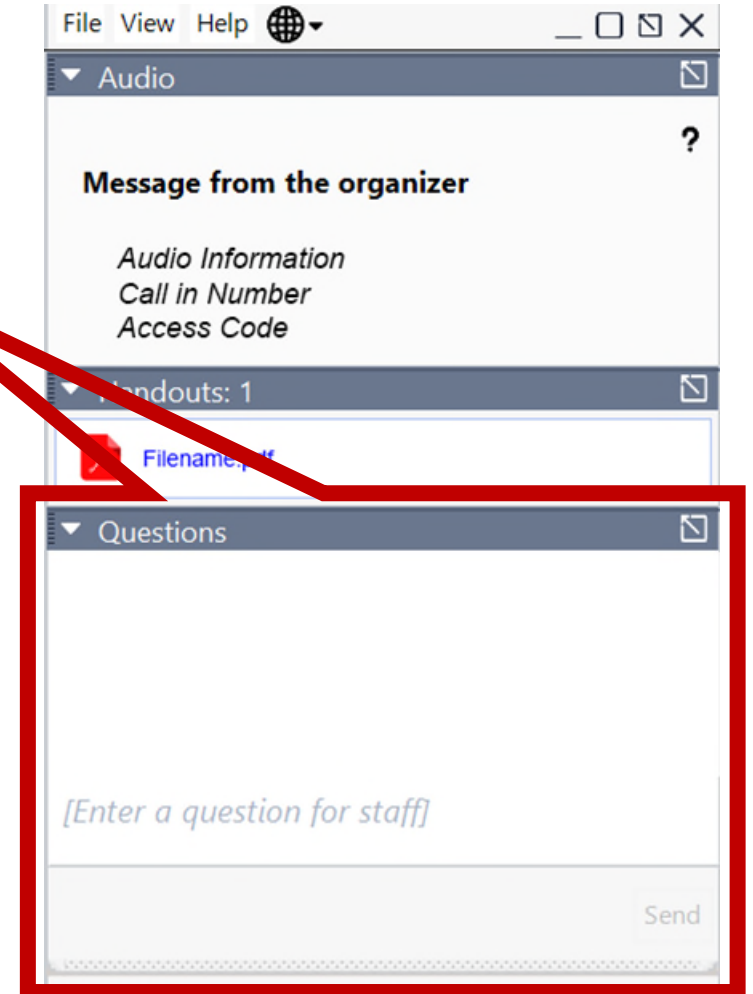 File View Help
Audio
?
Message from the organizer
Audio Information
Call in Number
Access Code
Handouts: 1
Filename.pdf
Questions
[Enter a question for staff]
Send